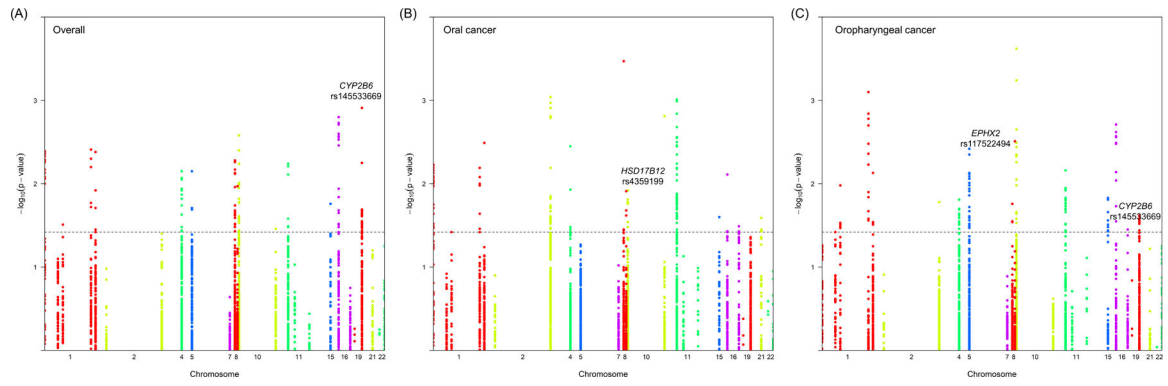 (A)
Overall
CYP2B6
rs145533669
3
2
1
− log10(p − value)
1 2 4 5 7 8 10 11 15 16 19 21 22
Chromosome
(B)
Oral cancer
HSD17B12
rs4359199
3
2
1
− log10(p − value)
1 2 4 5 7 8 10 11 15 16 19 21 22
Chromosome
(C)
Oropharyngeal cancer
EPHX2
rs117522494
CYP2B6
rs145533669
3
2
1
− log10(p − value)
1 2 4 5 7 8 10 11 15 16 19 21 22
Chromosome